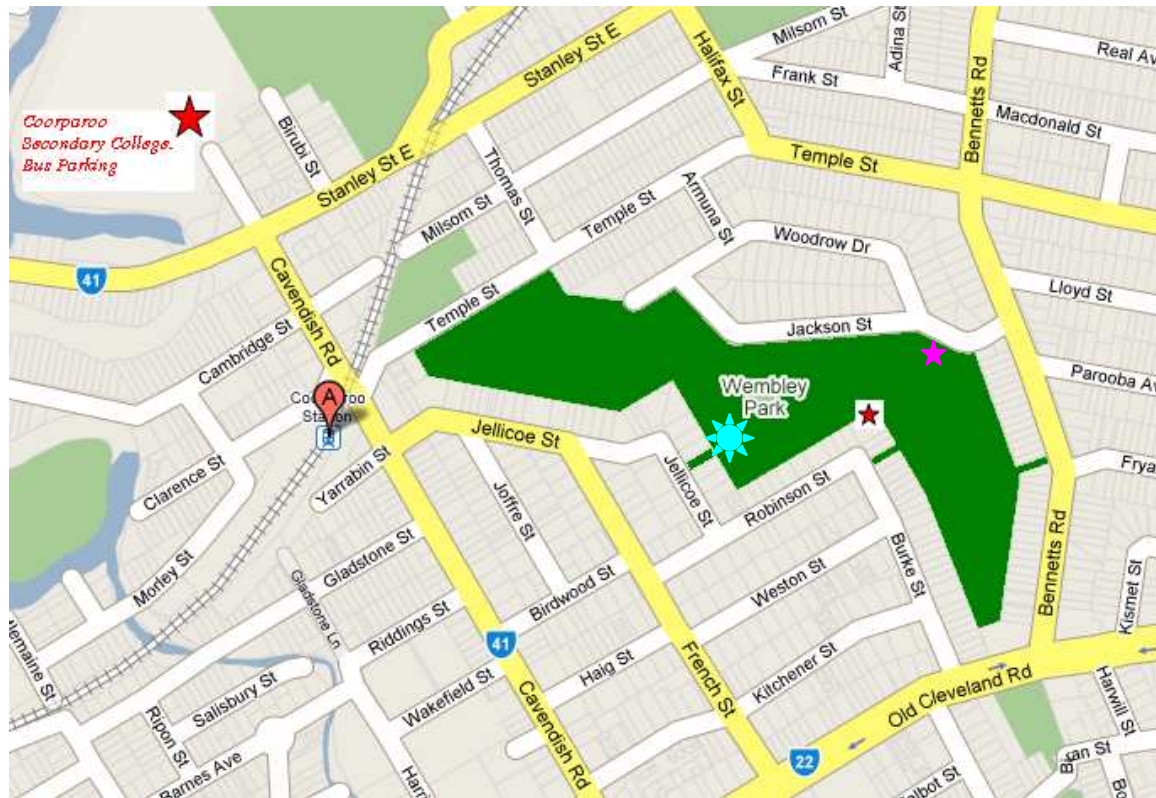 Milsom St
Adina St
Real Av
Stanley St E
Halifax St
Frank St
Bennetts Rd
Macdonald St
Coorparoo
Secondary College.
Bus Parking
Birubi St
Stanley St E
Thomas St
Temple St
Armuna St
Milsom St
Temple St
Woodrow Dr
41
Cavendish Rd
Lloyd St
Temple St
Jackson St
Cambridge St
Parooba Av
Wembley
Park
A
Station
Jellicoe St
Clarence St
Yarrabin St
Jellicoe St
Robinson St
Frya
Joffre St
Gladstone St
Burke St
Bennetts Rd
Morley St
Gladstone Ln
Birdwood St
Weston St
Kismet St
Riddings St
41
Haig St
French St
Kitchener St
Salisbury St
Wakefield St
Old Cleveland Rd
Harwill St
Ripon St
Cavendish Rd
22
Barnes Ave